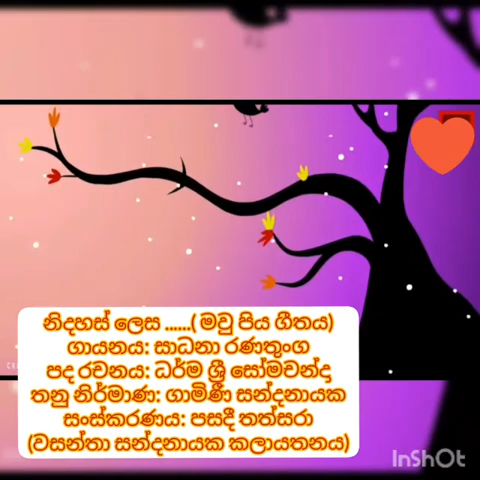 නිදහස් ලෙස ......( මවු පිය ගීතය)
ගායනය: සාධනා රණතුංග
පද රචනය: ධර්ම ශ්‍රී සෝමචන්ද්‍ර
තනු නිර්මාණ: ගාමිණී සන්දනායක
සංස්කරණය: පසදී තත්සරා
(වසන්තා සන්දනායක කලායතනය)
InShOt